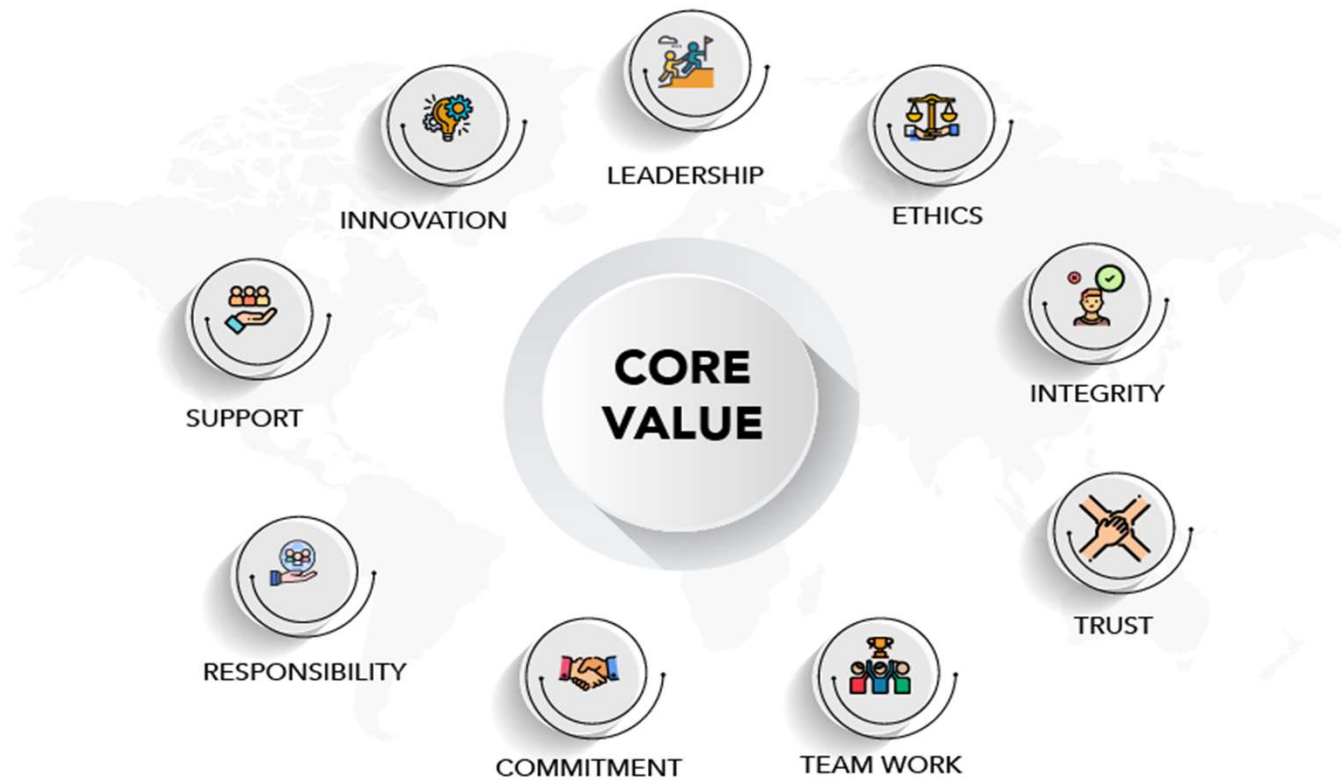 LEADERSHIP
INNOVATION
ETHICS
CORE
VALUE
INTEGRITY
SUPPORT
TRUST
RESPONSIBILITY
COMMITMENT
TEAM WORK